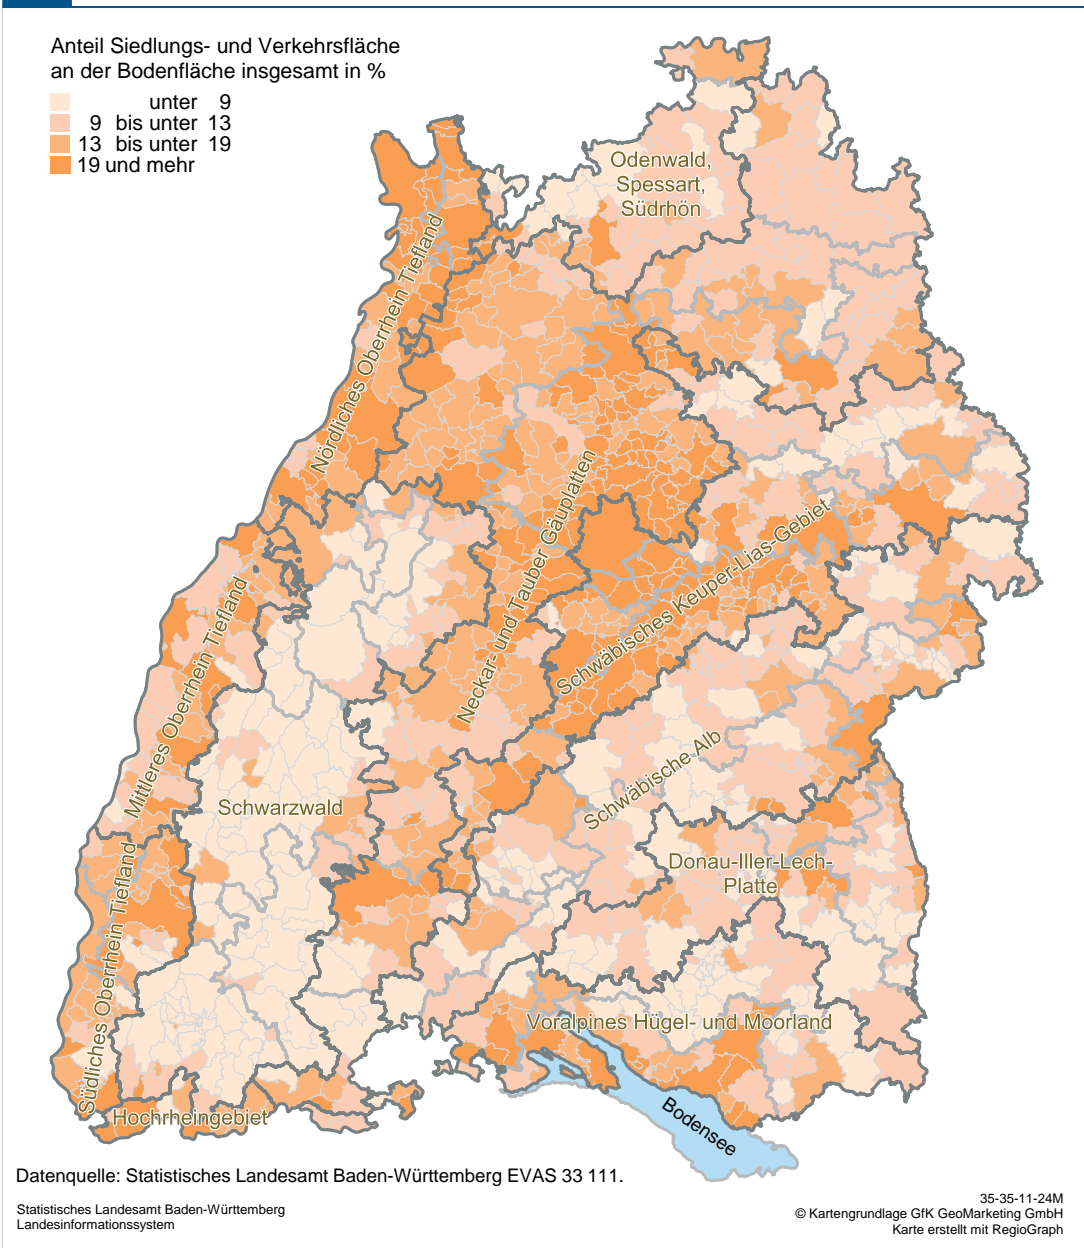 Anteil Siedlungs- und Verkehrsfläche
an der Bodenfläche insgesamt in %
unter 9
9 bis unter 13
13 bis unter 19
19 und mehr
Odenwald,
Spessart,
Südrhön
Nördliches Oberrhein Tiefland
Neckar- und Tauber Gäuplatten
Schwäbisches Keuper-Lias-Gebiet
Mittleres Oberrhein Tiefland
Schwäbische Alb
Schwarzwald
Donau-Iller-Lech-
Platte
Südliches Oberrhein Tiefland
Voralpines Hügel- und Moorland
Hochrheingebiet
Bodensee
Datenquelle: Statistisches Landesamt Baden-Württemberg EVAS 33 111.
Statistisches Landesamt Baden-Württemberg
Landesinformationssystem
35-35-11-24M
© Kartengrundlage GfK GeoMarketing GmbH
Karte erstellt mit RegioGraph